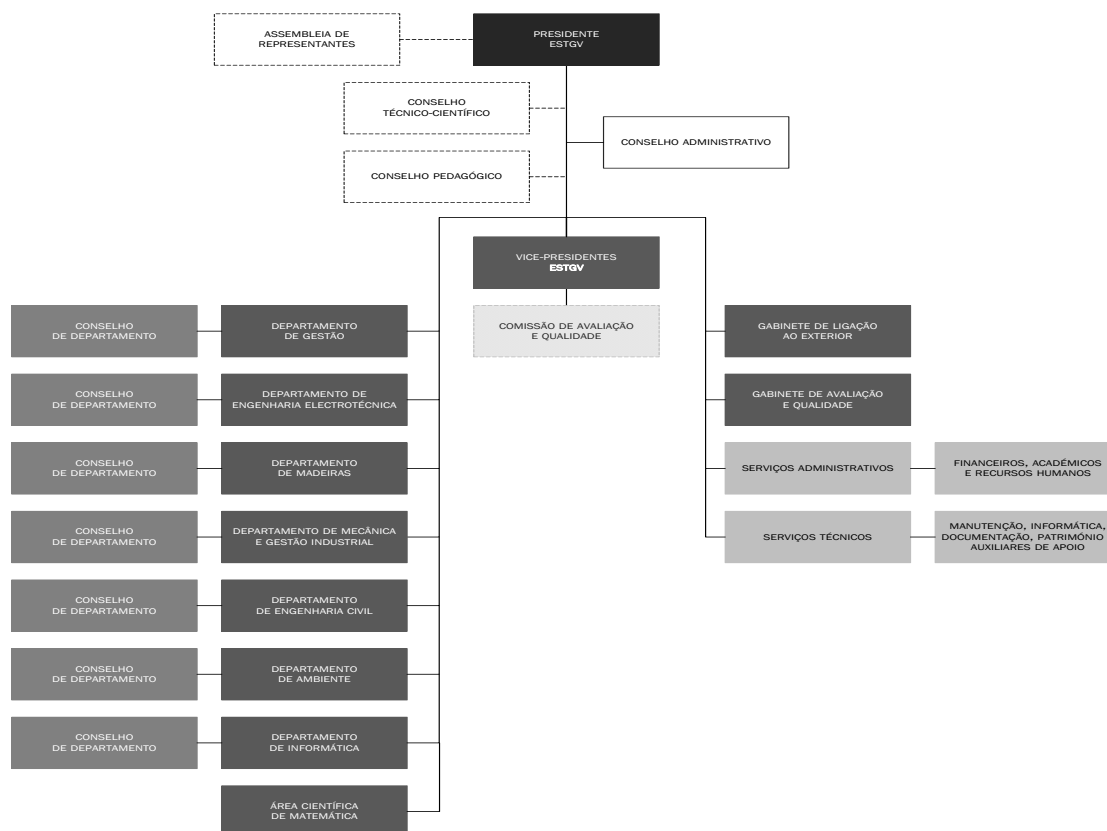 ASSEMBLEIA DE
REPRESENTANTES
PRESIDENTE
ESTGV
CONSELHO
TÉCNICO-CIENTÍFICO
CONSELHO ADMINISTRATIVO
CONSELHO PEDAGÓGICO
VICE-PRESIDENTES
ESTGV
CONSELHO
DE DEPARTAMENTO
DEPARTAMENTO
DE GESTÃO
COMISSÃO DE AVALIAÇÃO
E QUALIDADE
GABINETE DE LIGAÇÃO
AO EXTERIOR
CONSELHO
DE DEPARTAMENTO
DEPARTAMENTO DE
ENGENHARIA ELECTROTÉCNICA
GABINETE DE AVALIAÇÃO
E QUALIDADE
CONSELHO
DE DEPARTAMENTO
DEPARTAMENTO
DE MADEIRAS
SERVIÇOS ADMINISTRATIVOS
FINANCEIROS, ACADÉMICOS
E RECURSOS HUMANOS
CONSELHO
DE DEPARTAMENTO
DEPARTAMENTO DE MECÂNICA
E GESTÃO INDUSTRIAL
SERVIÇOS TÉCNICOS
MANUTENÇÃO, INFORMÁTICA,
DOCUMENTAÇÃO, PATRIMÓNIO
AUXILIARES DE APOIO
CONSELHO
DE DEPARTAMENTO
DEPARTAMENTO
DE ENGENHARIA CIVIL
CONSELHO
DE DEPARTAMENTO
DEPARTAMENTO
DE AMBIENTE
CONSELHO
DE DEPARTAMENTO
DEPARTAMENTO
DE INFORMÁTICA
ÁREA CIENTÍFICA
DE MATEMÁTICA